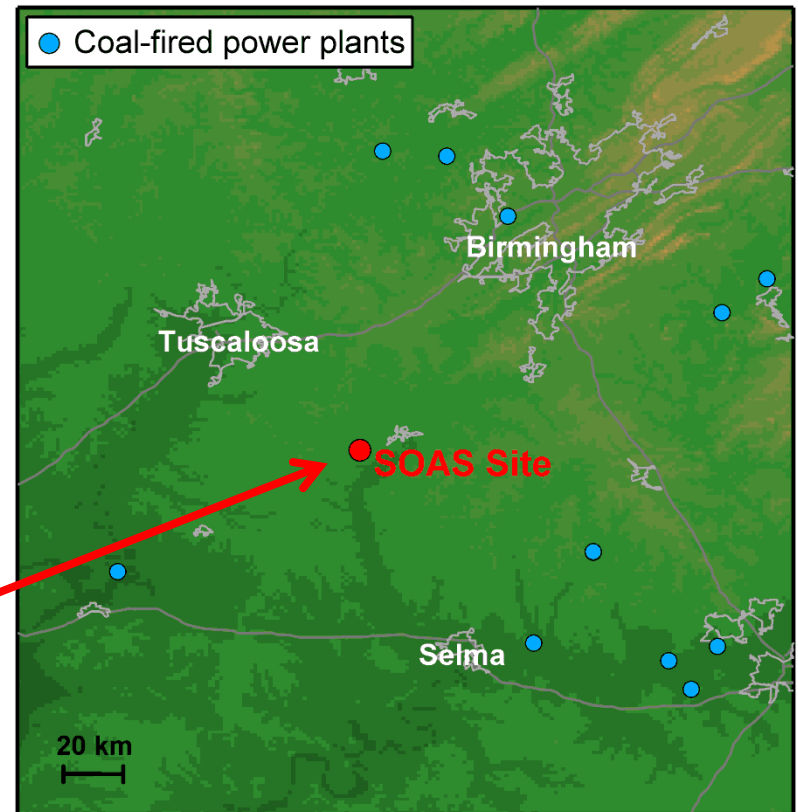 Coal-fired power plants
Birmingham
Tuscaloosa
SOAS Site
Selma
20 km